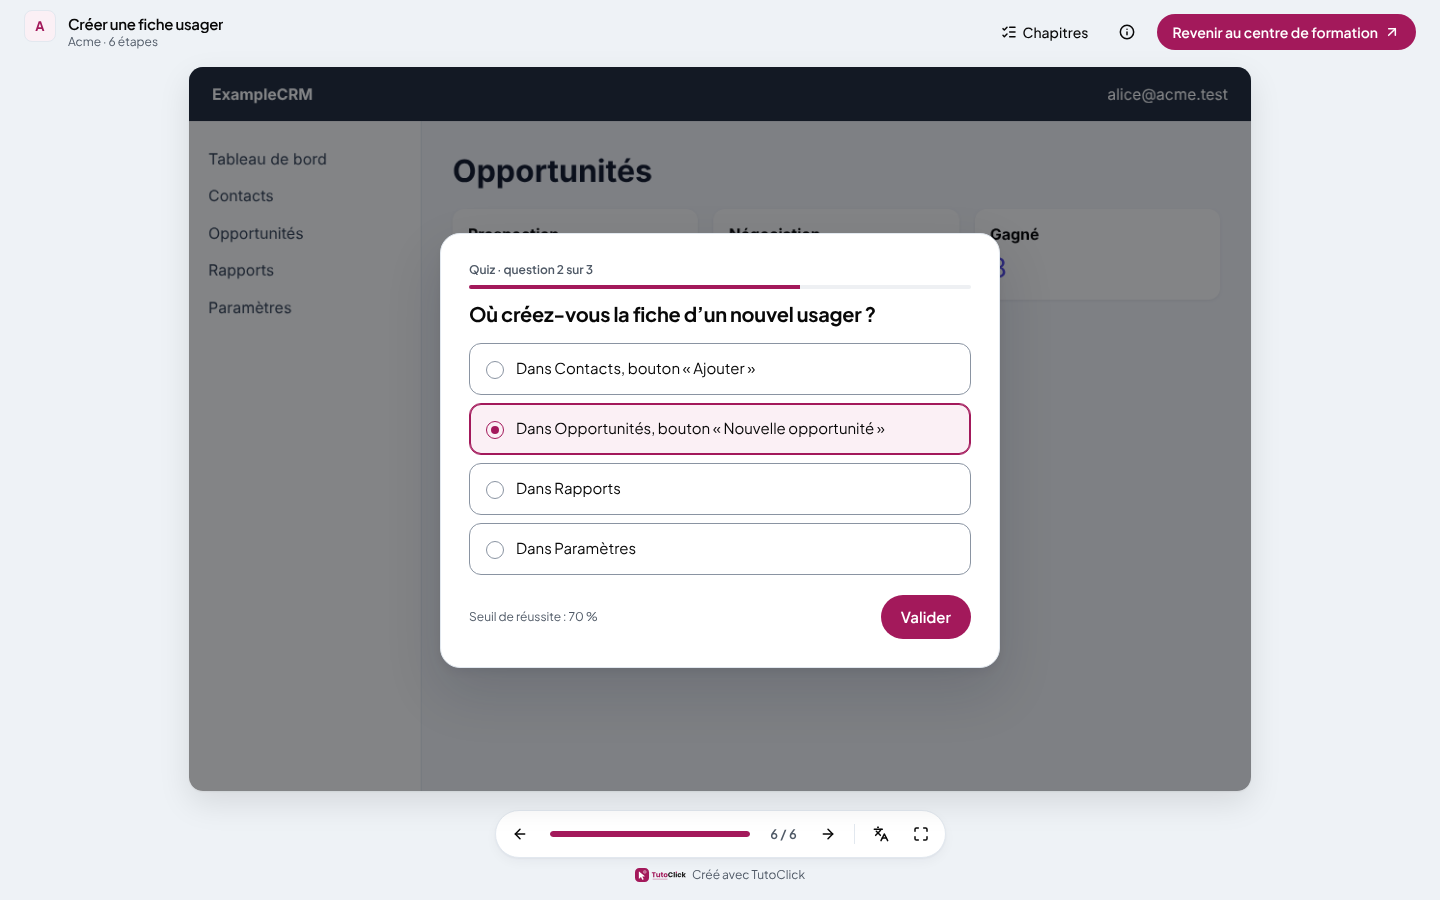 A
Créer une fiche usager
Acme · 6 étapes
Chapitres
Revenir au centre de formation
ExampleCRM
alice@acme.test
Tableau de bord
Contacts
Opportunités
Rapports
Paramètres
Opportunités
Gagné
Quiz · question 2 sur 3
Où créez-vous la fiche d’un nouvel usager ?
Dans Contacts, bouton « Ajouter »
Dans Opportunités, bouton « Nouvelle opportunité »
Dans Rapports
Dans Paramètres
Seuil de réussite : 70 %
Valider
6 / 6
TutoClick Créé avec TutoClick